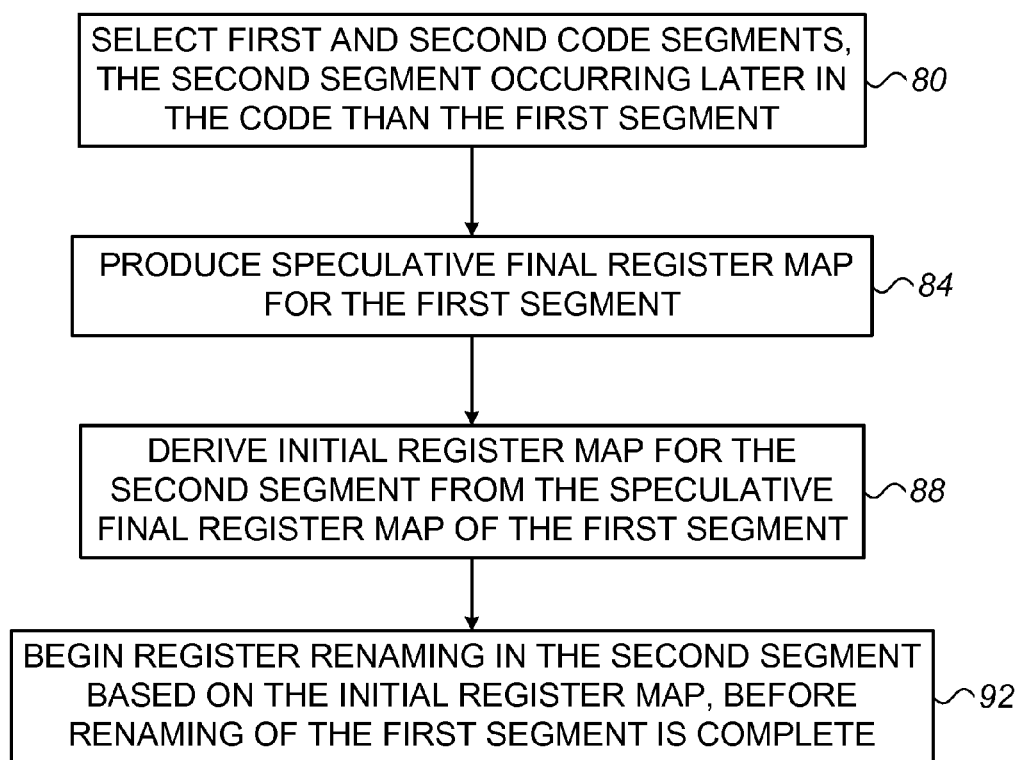 SELECT FIRST AND SECOND CODE SEGMENTS,
THE SECOND SEGMENT OCCURRING LATER IN
THE CODE THAN THE FIRST SEGMENT
80
PRODUCE SPECULATIVE FINAL REGISTER MAP
FOR THE FIRST SEGMENT
84
DERIVE INITIAL REGISTER MAP FOR THE
SECOND SEGMENT FROM THE SPECULATIVE
FINAL REGISTER MAP OF THE FIRST SEGMENT
88
BEGIN REGISTER RENAMING IN THE SECOND SEGMENT
BASED ON THE INITIAL REGISTER MAP, BEFORE
RENAMING OF THE FIRST SEGMENT IS COMPLETE
92